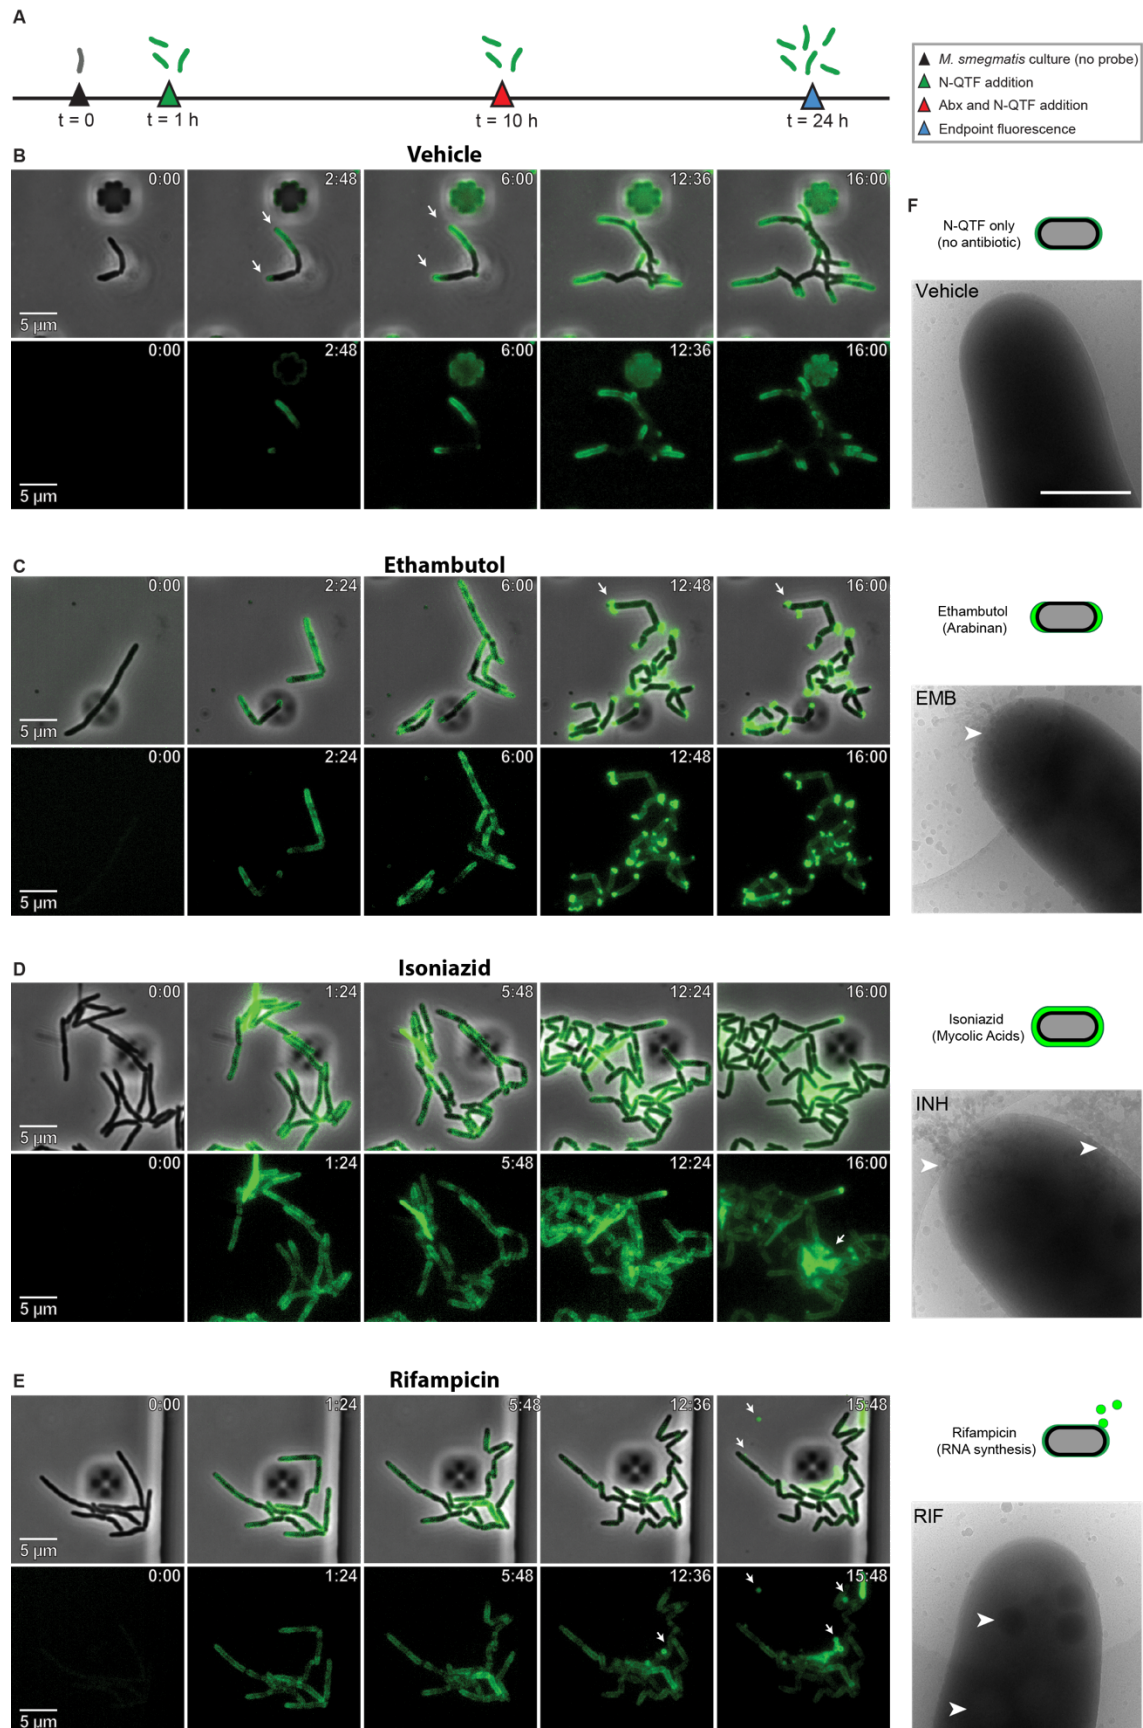 A
t = 0
t = 1 h
t = 10 h
t = 24 h
M. smegmatis culture (no probe)
N-QTF addition
Abx and N-QTF addition
Endpoint fluorescence
B
Vehicle
0:00
2:48
6:00
12:36
16:00
5 µm
0:00
2:48
6:00
12:36
16:00
5 µm
C
Ethambutol
0:00
2:24
6:00
12:48
16:00
5 µm
0:00
2:24
6:00
12:48
16:00
5 µm
D
Isoniazid
0:00
1:24
5:48
12:24
16:00
5 µm
0:00
1:24
5:48
12:24
16:00
5 µm
E
Rifampicin
0:00
1:24
5:48
12:36
15:48
5 µm
0:00
1:24
5:48
12:36
15:48
5 µm
F
N-QTF only
(no antibiotic)
Vehicle
Ethambutol
(Arabinan)
EMB
Isoniazid
(Mycolic Acids)
INH
Rifampicin
(RNA synthesis)
RIF